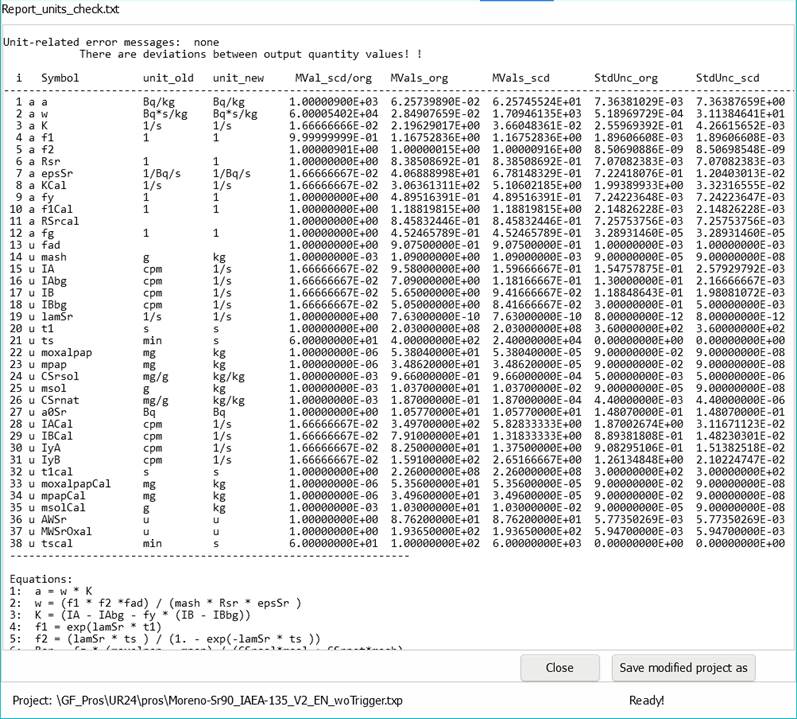 Report_units_check.txt
Unit-related error messages:  none
There are deviations between output quantity values! !
i   Symbol   unit_old   unit_new   MVal_scd/org   MVals_org   MVals_scd   StdUnc_org   StdUnc_scd
1 a a   Bq/kg   Bq/kg   1.00000900E+03   6.25739890E-02   6.25745524E+01   7.36381029E-03   7.36387659E+00
2 a w   Bq*s/kg   Bq*s/kg   6.00005402E+04   2.84907659E-02   1.70946135E+03   5.18969729E-04   3.11384641E+01
3 a K   1/s   1/s   1.66666666E-02   2.19629017E+00   3.66048361E-02   2.55969392E-01   4.26615652E-03
4 a f1   1   1   9.99999999E-01   1.16752836E+00   1.16752836E+00   1.89606608E-03   1.89606608E-03
5 a f2   1.00000901E+00   1.00000015E+00   1.00000916E+00   8.50690886E-09   8.50698548E-09
6 a Rsr   1   1   1.00000000E+00   8.38508692E-01   8.38508692E-01   7.07082383E-03   7.07082383E-03
7 a epsSr   1/Bq/s   1/Bq/s   1.66666667E-02   4.06888998E+01   6.78148329E-01   7.22418076E-01   1.20403013E-02
8 a KCal   1/s   1/s   1.66666667E-02   3.06361311E+02   5.10602185E+00   1.99389933E+00   3.32316555E-02
9 a fy   1   1   1.00000000E+00   4.89516391E-01   4.89516391E-01   7.24223648E-03   7.24223647E-03
10 a f1Cal   1   1   1.00000000E+00   1.18819815E+00   1.18819815E+00   2.14826228E-03   2.14826228E-03
11 a RSrcal   1.00000000E+00   8.45832446E-01   8.45832446E-01   7.25753756E-03   7.25753756E-03
12 a fg   1   1   1.00000000E+00   4.52465789E-01   4.52465789E-01   3.28931460E-05   3.28931460E-05
13 u fad   1.00000000E+00   9.07500000E-01   9.07500000E-01   1.00000000E-03   1.00000000E-03
14 u mash   g   kg   1.00000000E-03   1.09000000E+00   1.09000000E-03   9.00000000E-05   9.00000000E-08
15 u IA   cpm   1/s   1.66666667E-02   9.58000000E+00   1.59666667E-01   1.54757875E-01   2.57929792E-03
16 u IAbg   cpm   1/s   1.66666667E-02   7.09000000E+00   1.18166667E-01   1.30000000E-01   2.16666667E-03
17 u IB   cpm   1/s   1.66666667E-02   5.65000000E+00   9.41666667E-02   1.18848643E-01   1.98081072E-03
18 u IBbg   cpm   1/s   1.66666667E-02   5.05000000E+00   8.41666667E-02   3.00000000E-01   5.00000000E-03
19 u lamSr   1/s   1/s   1.00000000E+00   7.63000000E-10   7.63000000E-10   8.00000000E-12   8.00000000E-12
20 u t1   s   s   1.00000000E+00   2.03000000E+08   2.03000000E+08   3.60000000E+02   3.60000000E+02
21 u ts   min   s   6.00000000E+01   4.00000000E+02   2.40000000E+04   0.00000000E+00   0.00000000E+00
22 u moxalpap   mg   kg   1.00000000E-06   5.38040000E+01   5.38040000E-05   9.00000000E-02   9.00000000E-08
23 u mpap   mg   kg   1.00000000E-06   3.48620000E+01   3.48620000E-05   9.00000000E-02   9.00000000E-08
24 u CSrsol   mg/g   kg/kg   1.00000000E-03   9.66000000E-01   9.66000000E-04   5.00000000E-03   5.00000000E-06
25 u msol   g   kg   1.00000000E-03   1.03700000E+01   1.03700000E-02   9.00000000E-05   9.00000000E-08
26 u CSrnat   mg/g   kg/kg   1.00000000E-03   1.87000000E-01   1.87000000E-04   4.40000000E-03   4.40000000E-06
27 u a0Sr   Bq   Bq   1.00000000E+00   1.05770000E+01   1.05770000E+01   1.48070000E-01   1.48070000E-01
28 u IACal   cpm   1/s   1.66666667E-02   3.49700000E+02   5.82833333E+00   1.87002674E+00   3.11671123E-02
29 u IBCal   cpm   1/s   1.66666667E-02   7.91000000E+01   1.31833333E+00   8.89381808E-01   1.48230301E-02
30 u IyA   cpm   1/s   1.66666667E-02   8.25000000E+01   1.37500000E+00   9.08295106E-01   1.51382518E-02
31 u IyB   cpm   1/s   1.66666667E-02   1.59100000E+02   2.65166667E+00   1.26134848E+00   2.10224747E-02
32 u t1cal   s   s   1.00000000E+00   2.26000000E+08   2.26000000E+08   3.00000000E+02   3.00000000E+02
33 u moxalpapCal   mg   kg   1.00000000E-06   5.35600000E+01   5.35600000E-05   9.00000000E-02   9.00000000E-08
34 u mpapCal   mg   kg   1.00000000E-06   3.49600000E+01   3.49600000E-05   9.00000000E-02   9.00000000E-08
35 u msolCal   g   kg   1.00000000E-03   1.03000000E+01   1.03000000E-02   9.00000000E-05   9.00000000E-08
36 u AWSr   u   u   1.00000000E+00   8.76200000E+01   8.76200000E+01   5.77350269E-03   5.77350269E-03
37 u MWSrOxal   u   u   1.00000000E+00   1.93650000E+02   1.93650000E+02   5.94700000E-03   5.94700000E-03
38 u tscal   min   s   6.00000000E+01   1.00000000E+02   6.00000000E+03   0.00000000E+00   0.00000000E+00
Equations:
1:  a = w * K
2:  w = (f1 * f2 *fad) / (mash * Rsr * epsSr )
3:  K = (IA - IAbg - fy * (IB - IBbg))
4:  f1 = exp(lamSr * t1)
5:  f2 = (lamSr * ts ) / (1. - exp(-lamSr * ts ))
Close
Save modified project as
Project: \GF_Pros\UR24\pros\Moreno-Sr90_IAEA-135_V2_EN_woTrigger.txp
Ready!